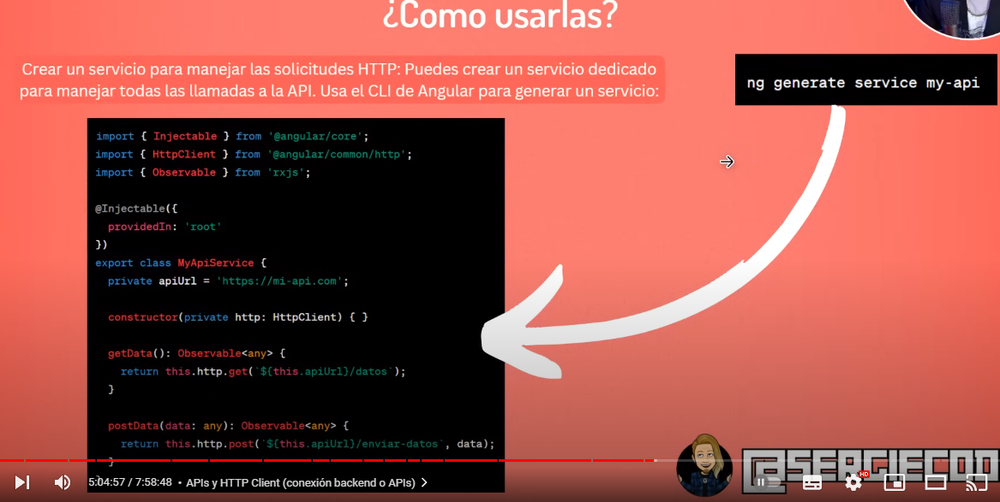 ¿Como usarlas?
Crear un servicio para manejar las solicitudes HTTP: Puedes crear un servicio dedicado
para manejar todas las llamadas a la API. Usa el CLI de Angular para generar un servicio:
ng generate service my-api
import { Injectable } from '@angular/core';
import { HttpClient } from '@angular/common/http';
import { Observable } from 'rxjs';
@Injectable({
  providedIn: 'root'
})
export class MyApiService {
  private apiUrl = 'https://mi-api.com';
  constructor(private http: HttpClient) { }
  getData(): Observable<any> {
    return this.http.get(`${this.apiUrl}/datos`);
  }
  postData(data: any): Observable<any> {
    return this.http.post(`${this.apiUrl}/enviar-datos`, data);
  }
}
@SERGIECOD
5:04:57 / 7:58:48 • APIs y HTTP Client (conexión backend o APIs)
HD